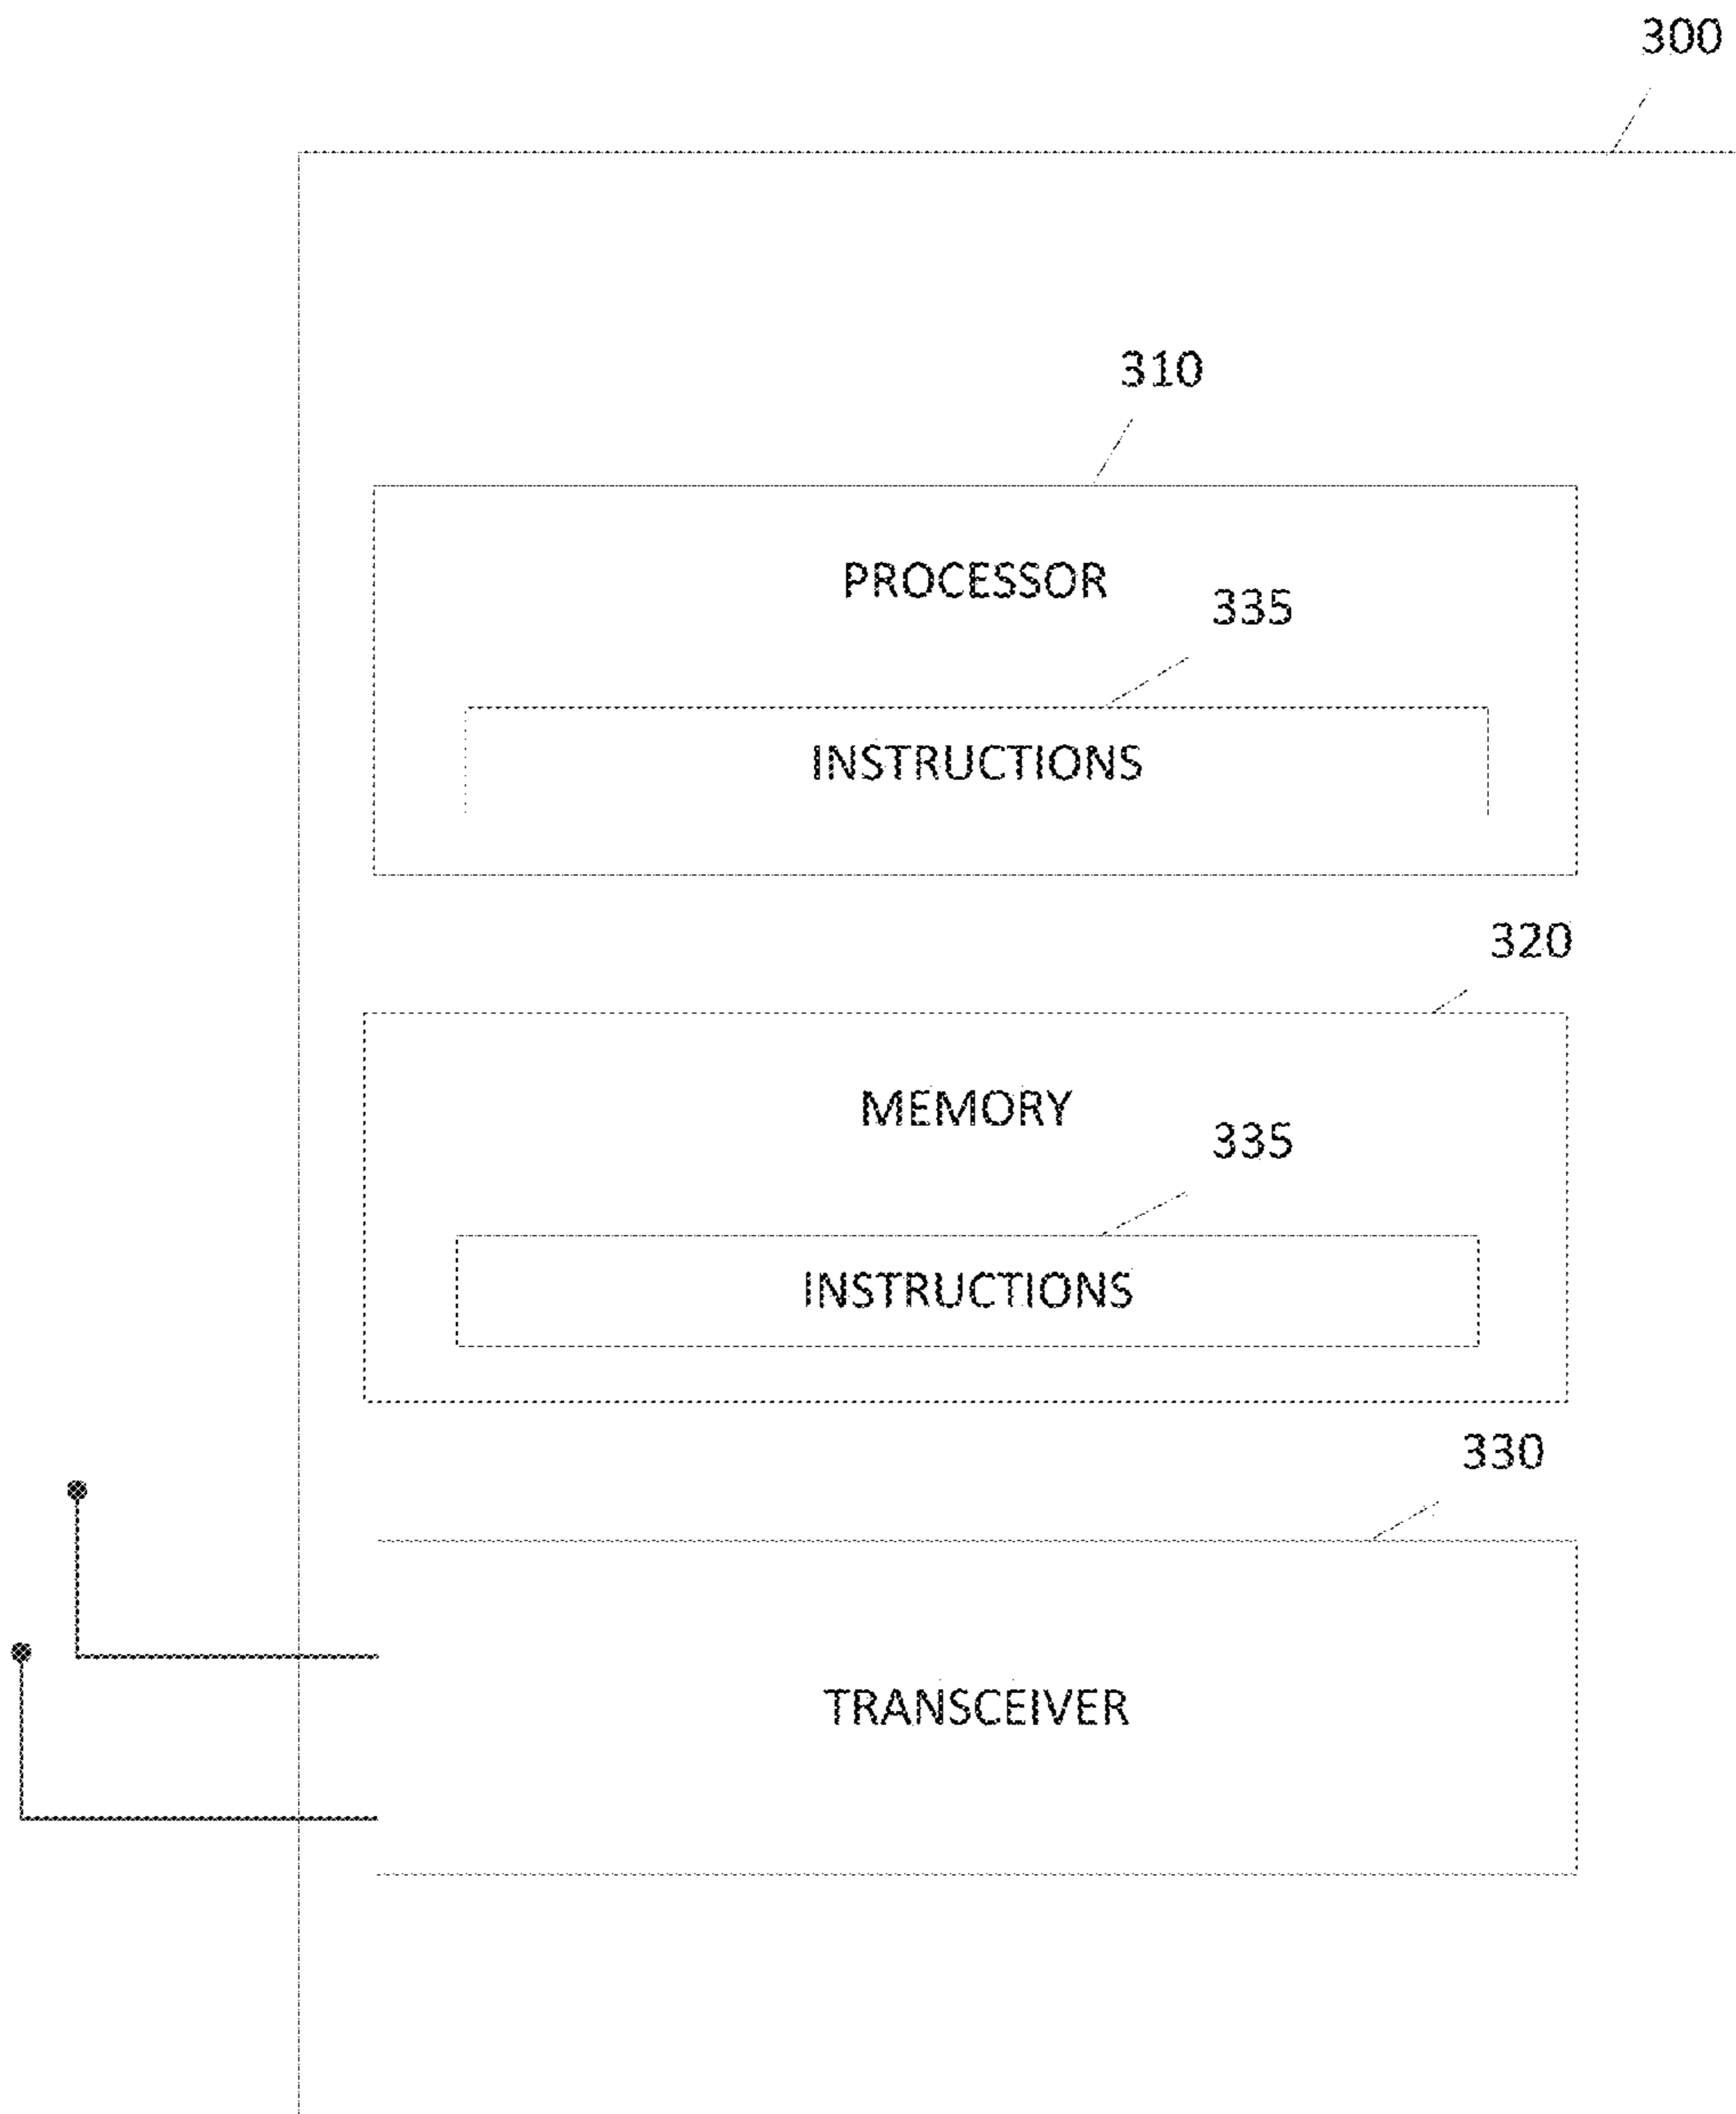 300
310
PROCESSOR
335
INSTRUCTIONS
320
MEMORY
335
INSTRUCTIONS
330
TRANSCEIVER